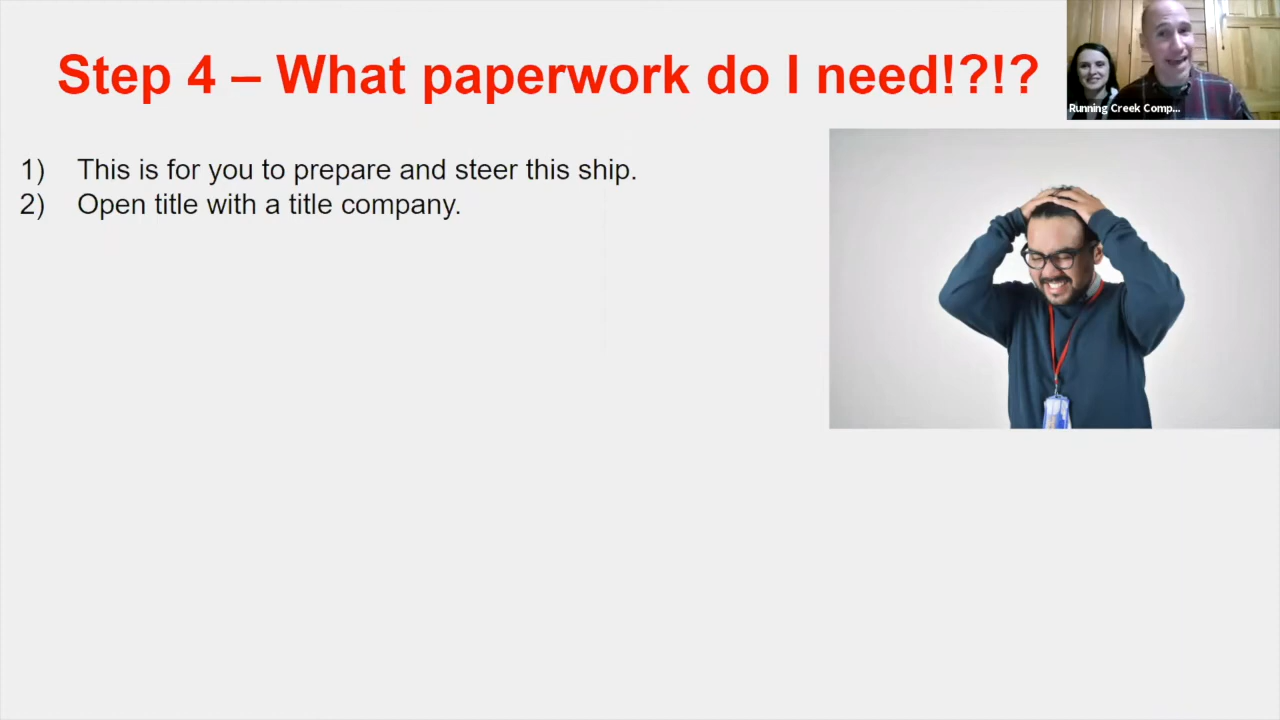 Step 4 – What paperwork do I need!?!?
Running Creek Comp...
1) This is for you to prepare and steer this ship.
2) Open title with a title company.